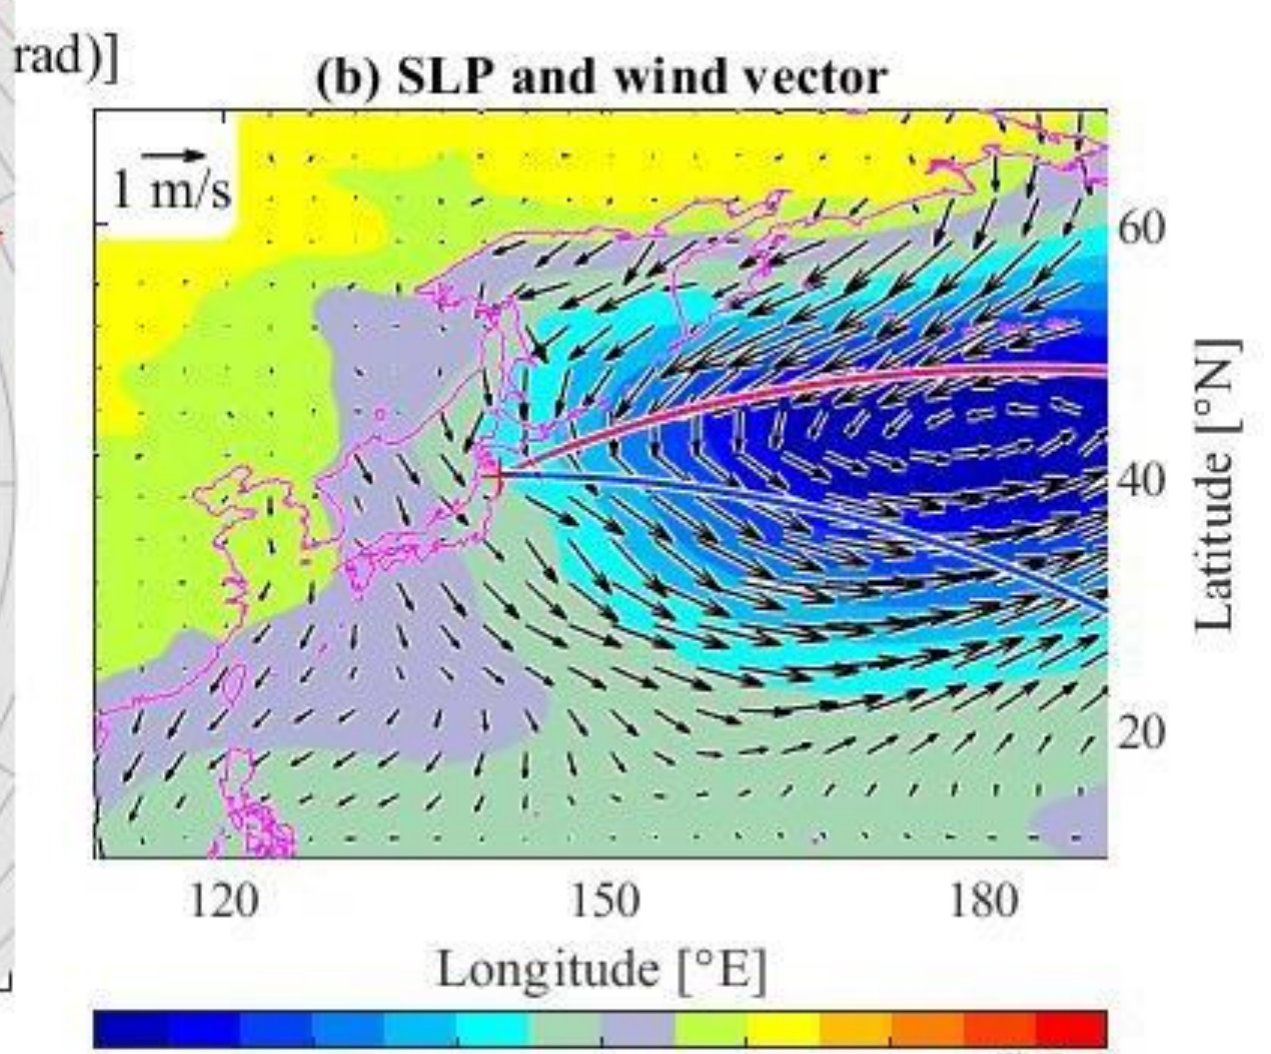 rad)]
(b) SLP and wind vector
1 m/s
60
40
20
Latitude [°N]
120 150 180
Longitude [°E]